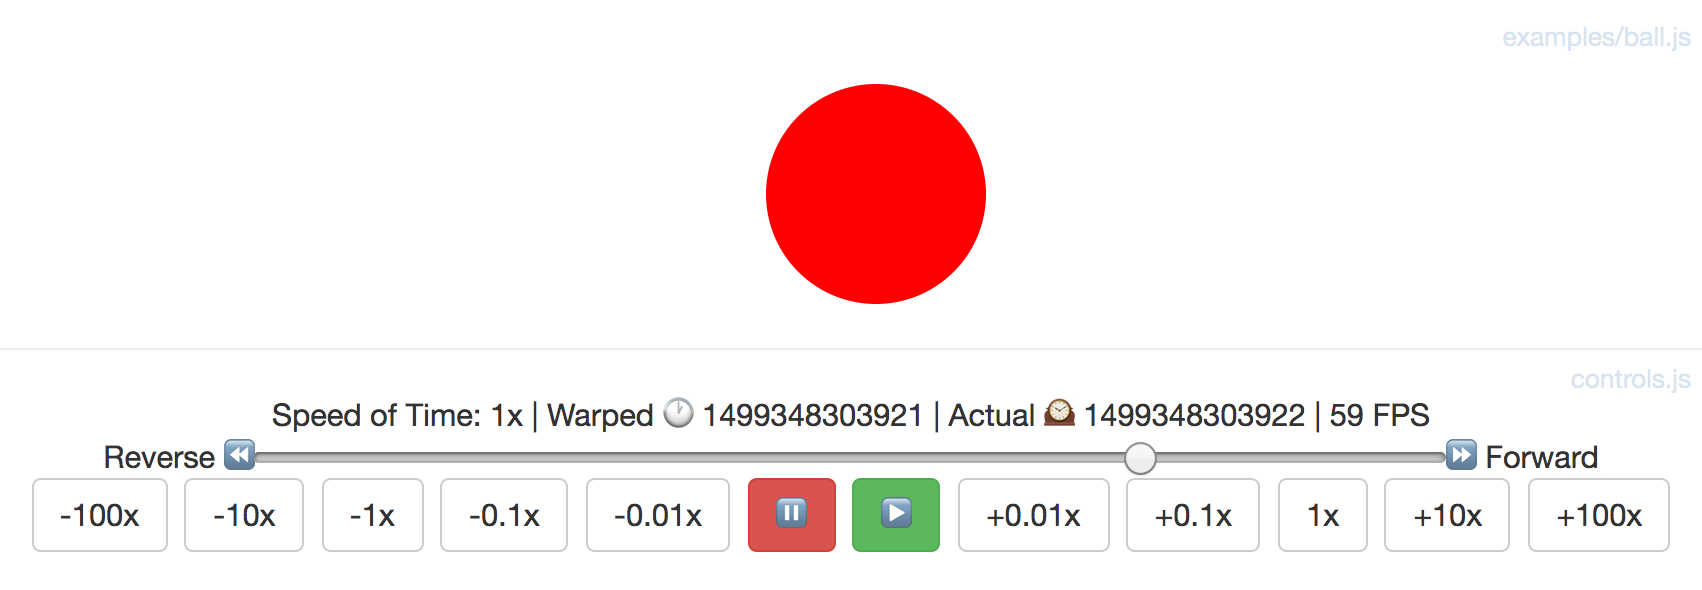 examples/ball.js
controls.js
Speed of Time: 1x | Warped 🕐 1499348303921 | Actual 🕰 1499348303922 | 59 FPS
Reverse ⏪ ⏩ Forward
-100x -10x -1x -0.1x -0.01x ⏸ ▶ +0.01x +0.1x 1x +10x +100x